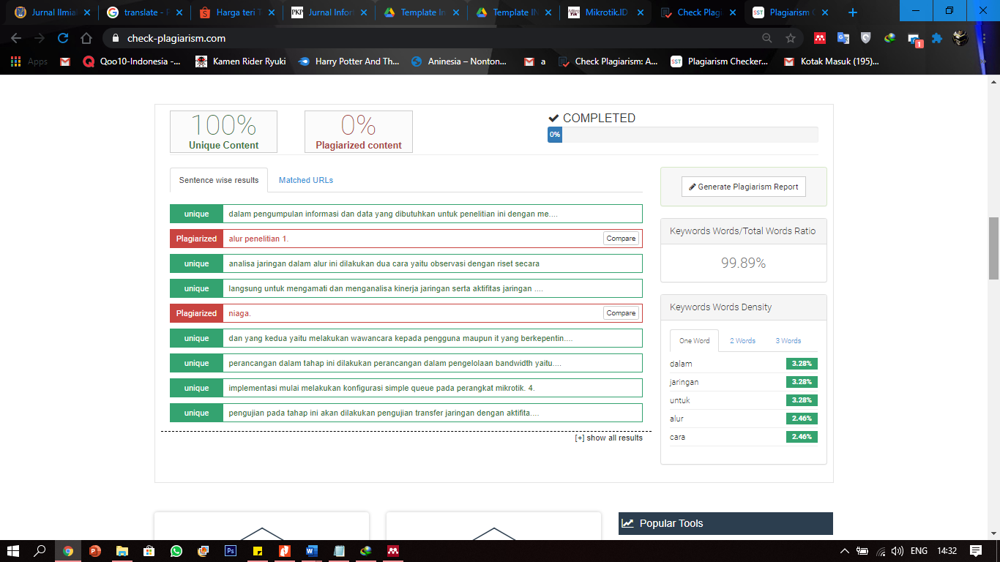 Jurnal Ilmia
translate - P
Harga teri T
Jurnal Infor
Template In
Template IN
Mikrotik.ID
Check Plag
Plagiarism C
check-plagiarism.com
1
Apps
Qoo10-Indonesia -...
Kamen Rider Ryuki
Harry Potter And Th...
Aninesia – Nonton...
a
Check Plagiarism: A...
Plagiarism Checker...
Kotak Masuk (195)...
100%
Unique Content
0%
Plagiarized content
COMPLETED
0%
Sentence wise results
Matched URLs
unique dalam pengumpulan informasi dan data yang dibutuhkan untuk penelitian ini dengan me....
Plagiarized alur penelitian 1. Compare
unique analisa jaringan dalam alur ini dilakukan dua cara yaitu observasi dengan riset secara
unique langsung untuk mengamati dan menganalisa kinerja jaringan serta aktifitas jaringan ....
Plagiarized niaga. Compare
unique dan yang kedua yaitu melakukan wawancara kepada pengguna maupun it yang berkepentin....
unique perancangan dalam tahap ini dilakukan perancangan dalam pengelolaan bandwidth yaitu....
unique implementasi mulai melakukan konfigurasi simple queue pada perangkat mikrotik. 4.
unique pengujian pada tahap ini akan dilakukan pengujian transfer jaringan dengan aktifita....
[+] show all results
Generate Plagiarism Report
Keywords Words/Total Words Ratio
99.89%
Keywords Words Density
One Word 2 Words 3 Words
dalam 3.28%
jaringan 3.28%
untuk 3.28%
alur 2.46%
cara 2.46%
Popular Tools
ENG 14:32